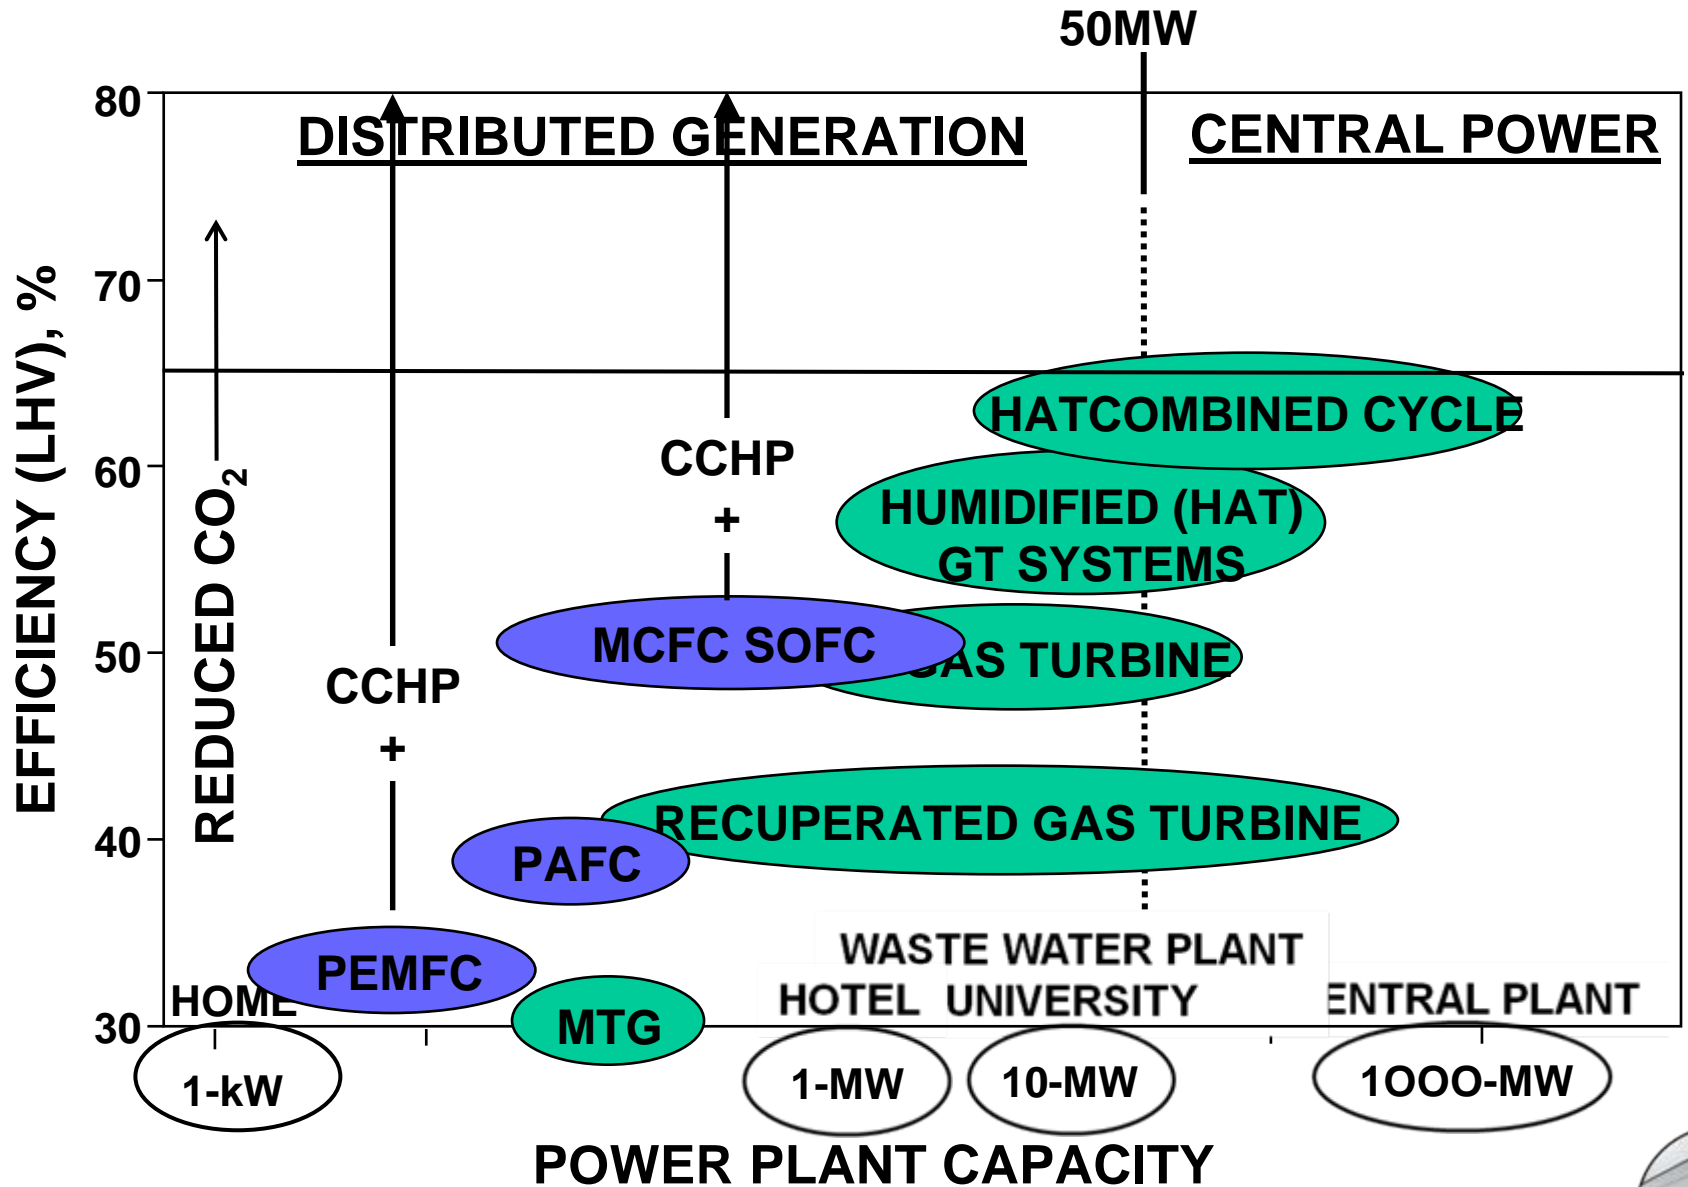 50MW
80
DISTRIBUTED GENERATION
CENTRAL POWER
70
EFFICIENCY (LHV), %
REDUCED CO2
HATCOMBINED CYCLE
60
CCHP
+
HUMIDIFIED (HAT)
GT SYSTEMS
50
MCFC SOFC
GAS TURBINE
CCHP
+
40
RECUPERATED GAS TURBINE
PAFC
PEMFC
WASTE WATER PLANT
HOME
HOTEL
UNIVERSITY
ENTRAL PLANT
30
MTG
1-kW
1-MW
10-MW
1OOO-MW
POWER PLANT CAPACITY